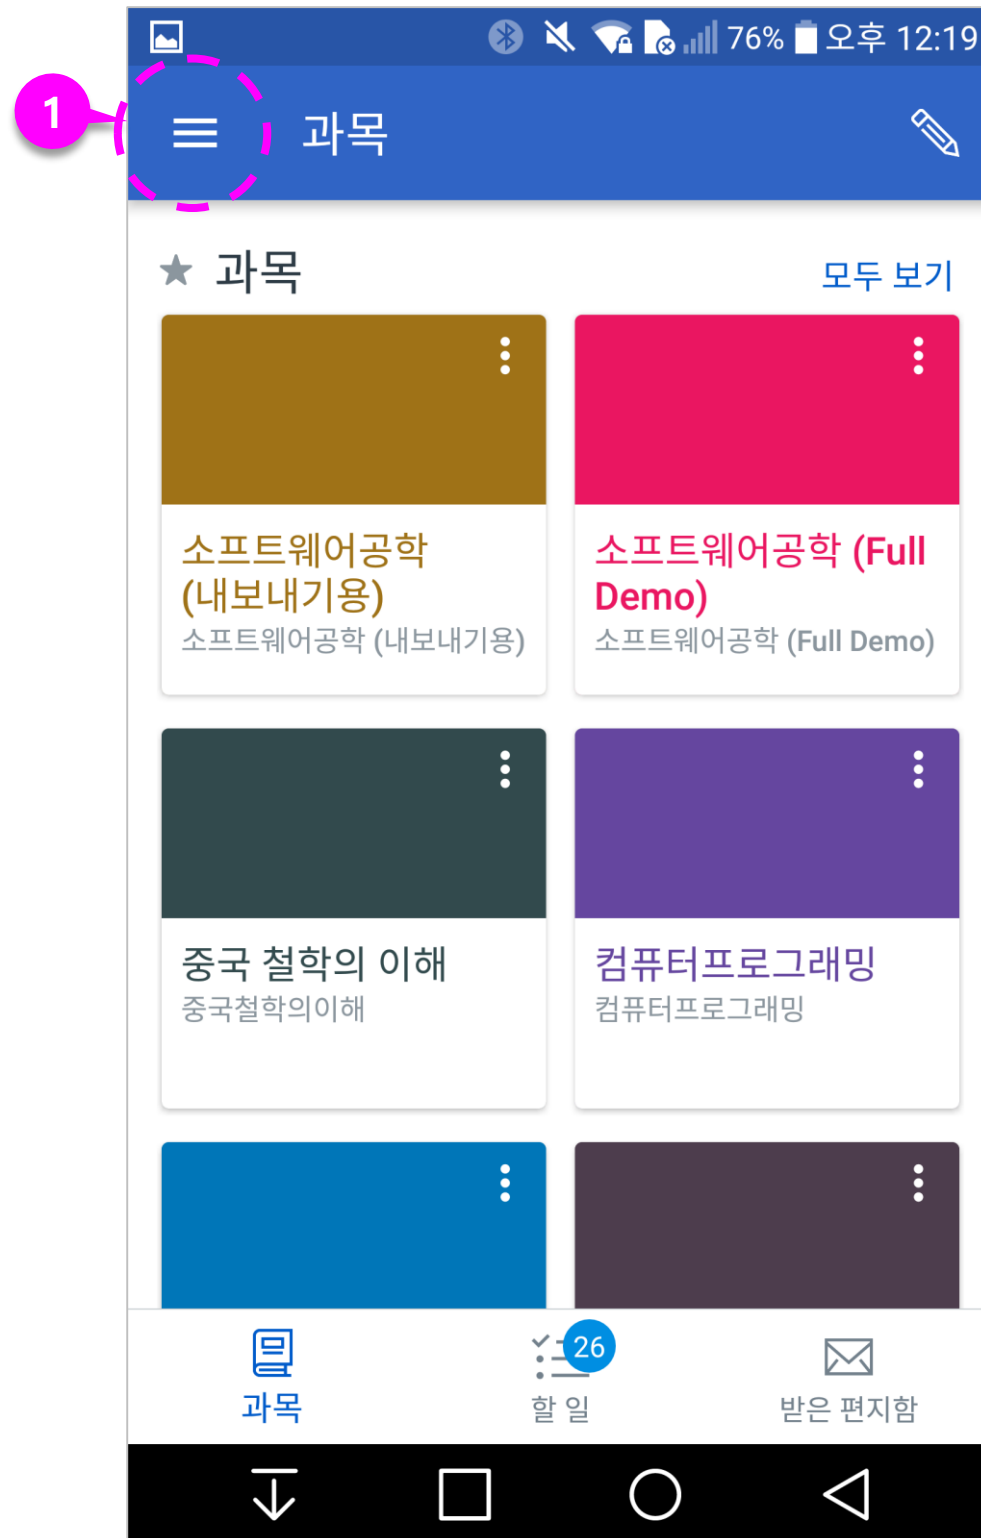 76% 오후 12:19
1
과목
과목
모두 보기
소프트웨어공학
(내보내기용)
소프트웨어공학 (내보내기용)
소프트웨어공학 (Full
Demo)
소프트웨어공학 (Full Demo)
중국 철학의 이해
중국철학의이해
컴퓨터프로그래밍
컴퓨터프로그래밍
과목
26
할 일
받은 편지함